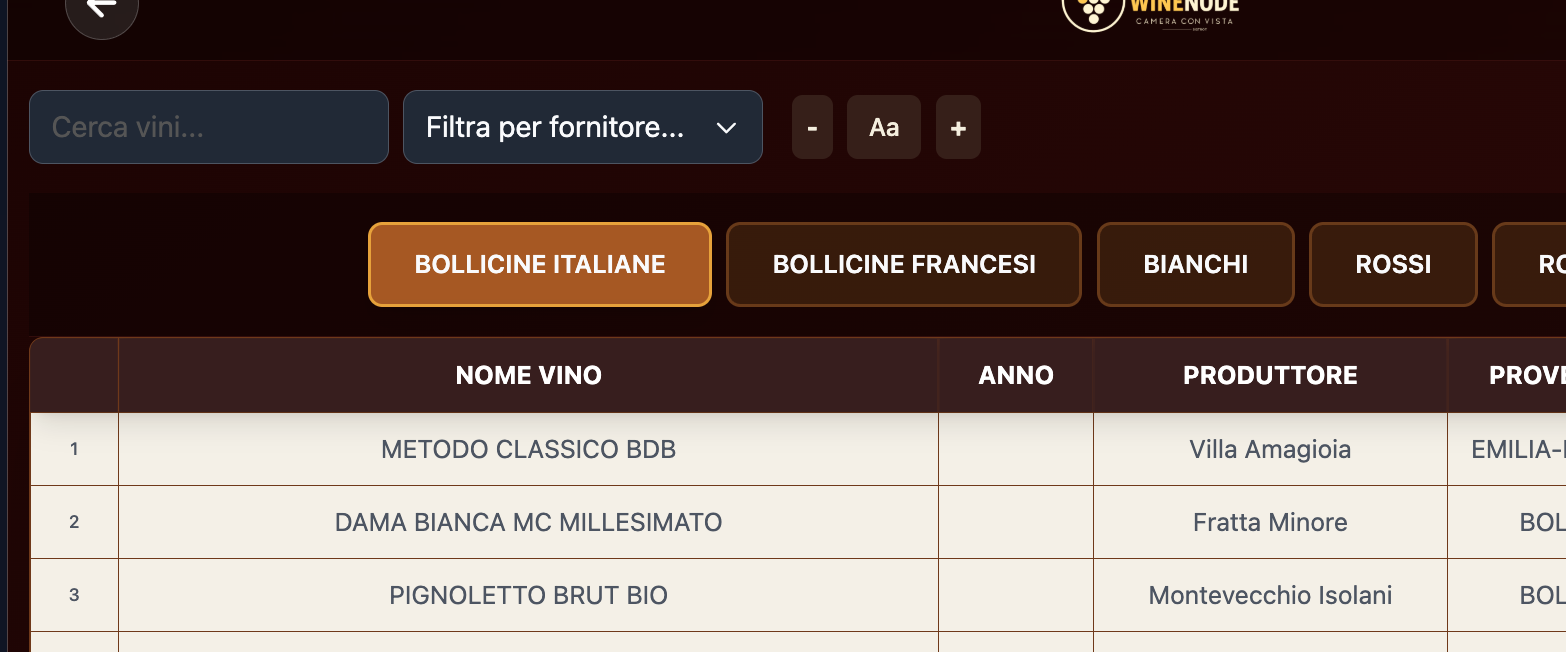 WINENODE
CAMERA CON VISTA
Cerca vini...
Filtra per fornitore...
-
Aa
+
BOLLICINE ITALIANE
BOLLICINE FRANCESI
BIANCHI
ROSSI
RO
NOME VINO
ANNO
PRODUTTORE
PROVE
1
METODO CLASSICO BDB
Villa Amagioia
EMILIA-
2
DAMA BIANCA MC MILLESIMATO
Fratta Minore
BOL
3
PIGNOLETTO BRUT BIO
Montevecchio Isolani
BOL